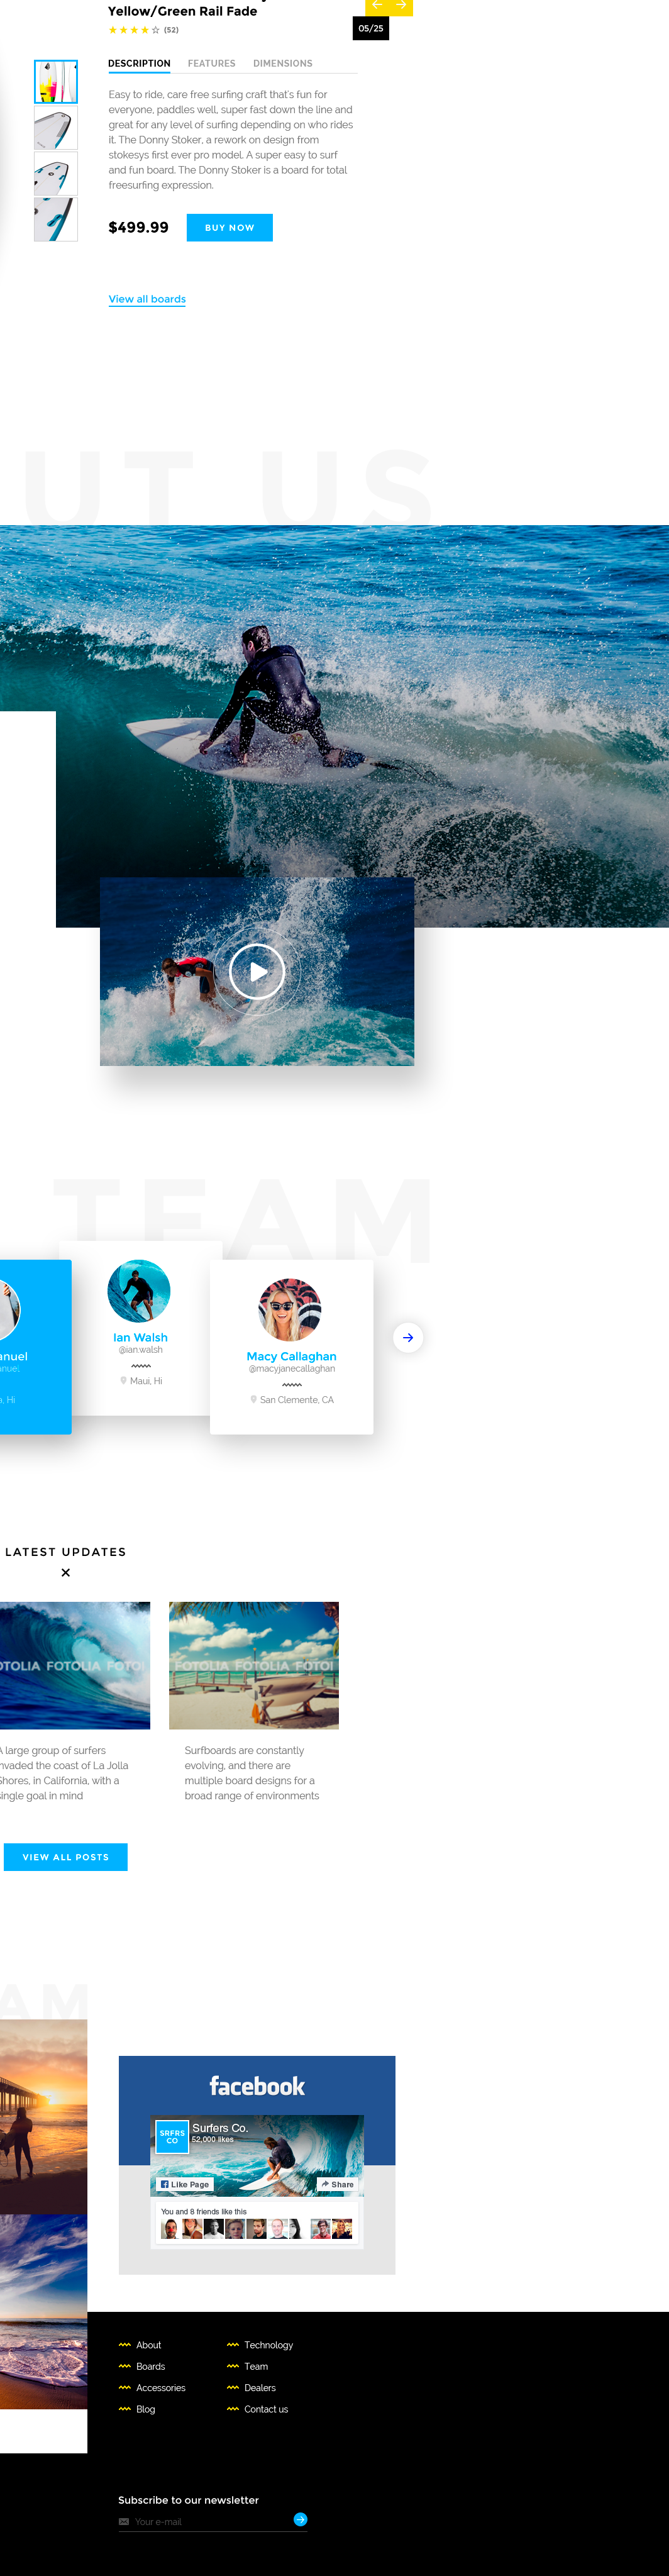 Yellow/Green Rail Fade
(52)
05/25
DESCRIPTION FEATURES DIMENSIONS
Easy to ride, care free surfing craft that's fun for
everyone, paddles well, super fast down the line and
great for any level of surfing depending on who rides
it. The Donny Stoker, a rework on design from
stokesys first ever pro model. A super easy to surf
and fun board. The Donny Stoker is a board for total
freesurfing expression.
$499.99 BUY NOW
View all boards
UT US
TEAM
Ian Walsh
@ian.walsh
Maui, Hi
anuel
anuel
, Hi
Macy Callaghan
@macyjanecallaghan
San Clemente, CA
LATEST UPDATES
OTOLIA FOTOLIA FOTOI
FOTOLIA FOTOLIA FOTOI
A large group of surfers
nvaded the coast of La Jolla
Shores, in California, with a
single goal in mind
Surfboards are constantly
evolving, and there are
multiple board designs for a
broad range of environments
VIEW ALL POSTS
AM
facebook
SRFRS
CO
Surfers Co.
52,000 likes
Like Page
Share
You and 8 friends like this
About Technology
Boards Team
Accessories Dealers
Blog Contact us
Subscribe to our newsletter
Your e-mail